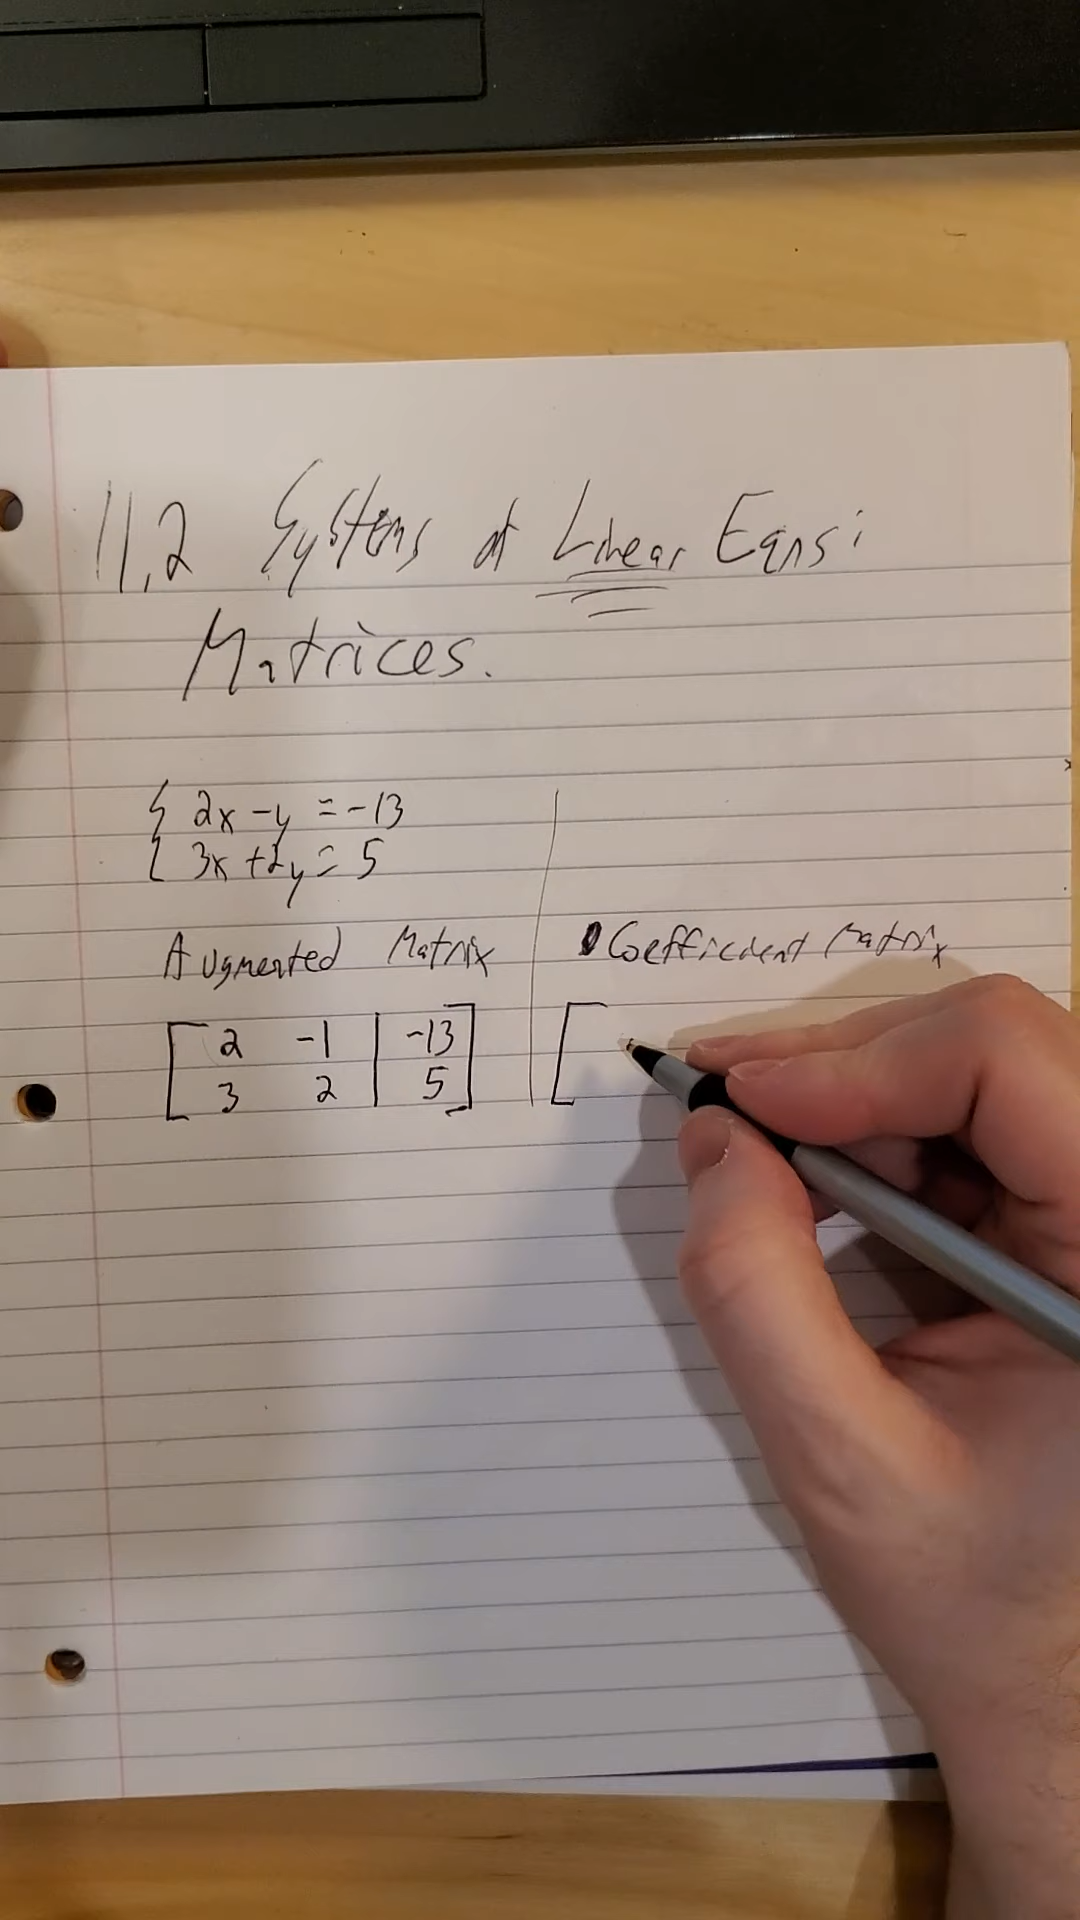 11.2 Systems of Linear Eqns:
Matrices.
2x - y = -13
3x + 2y = 5
Augmented Matrix
[ 2 -1 | -13 ]
[ 3 2 | 5 ]
Coefficient Matrix
[